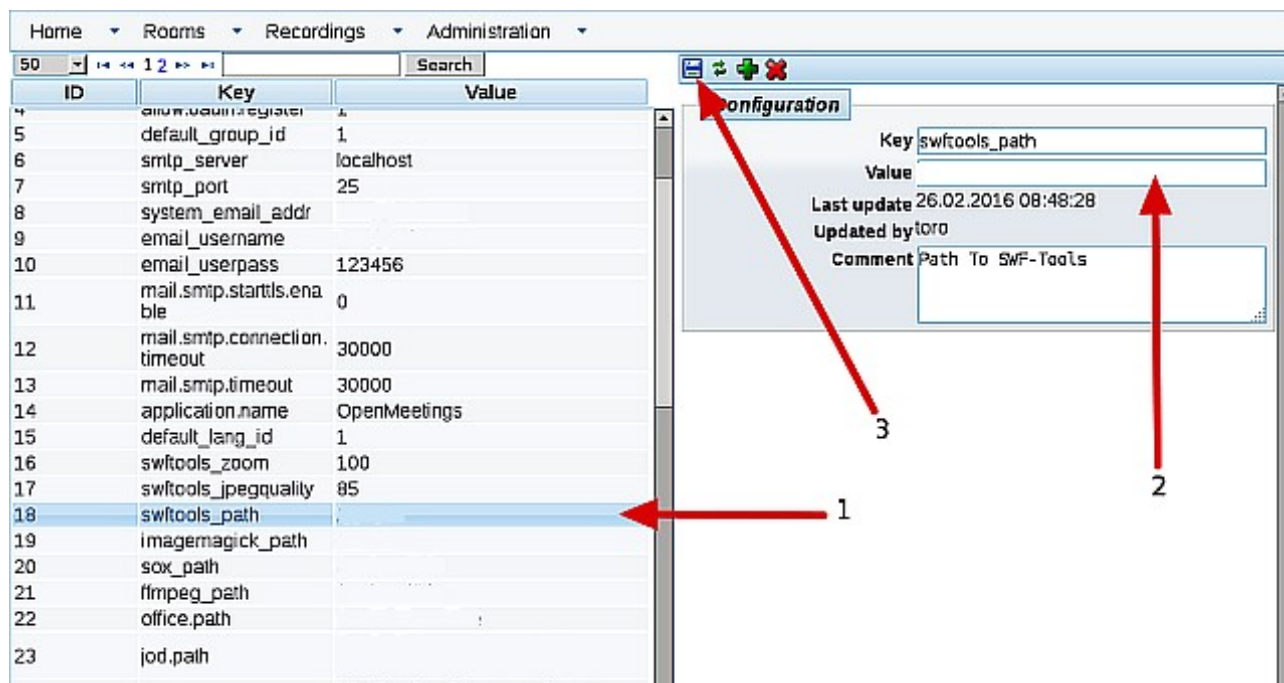 Home Rooms Recordings Administration
50 1 2 Search
ID Key Value
4 allow.oauth.register 1
5 default_group_id 1
6 smtp_server localhost
7 smtp_port 25
8 system_email_addr
9 email_username
10 email_userpass 123456
11 mail.smtp.starttls.ena
ble 0
12 mail.smtp.connection.
timeout 30000
13 mail.smtp.timeout 30000
14 application.name OpenMeetings
15 default_lang_id 1
16 swftools_zoom 100
17 swftools_jpegquality 85
18 swftools_path
19 imagemagick_path
20 sox_path
21 ffmpeg_path
22 office.path
23 jod.path
Configuration
Key swftools_path
Value
Last update 26.02.2016 08:48:28
Updated by toro
Comment Path To SWF-Tools
3
2
1